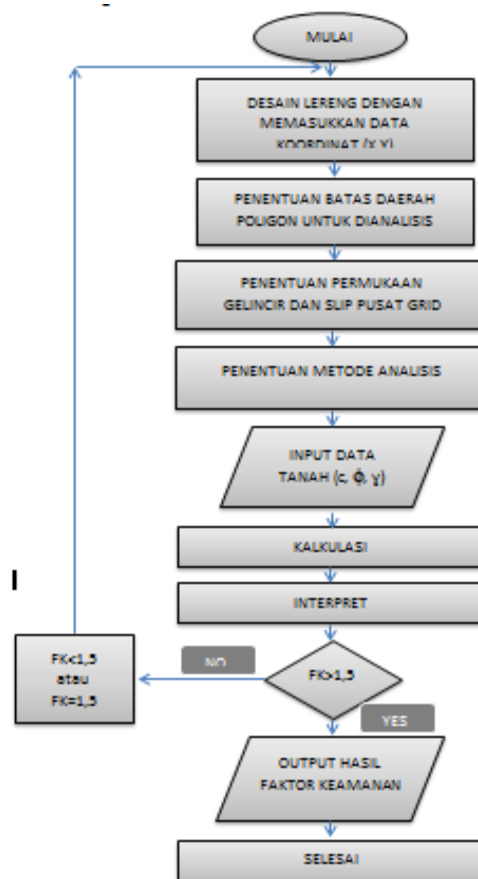 MULAI
DESAIN LERENG DENGAN
MEMASUKKAN DATA
KOORDINAT (X,Y)
PENENTUAN BATAS DAERAH
POLIGON UNTUK DIANALISIS
PENENTUAN PERMUKAAN
GELINCIR DAN SLIP PUSAT GRID
PENENTUAN METODE ANALISIS
INPUT DATA
TANAH (c, ϕ, γ)
KALKULASI
INTERPRET
FK>1,5
NO
FK<1,5
atau
FK=1,5
YES
OUTPUT HASIL
FAKTOR KEAMANAN
SELESAI